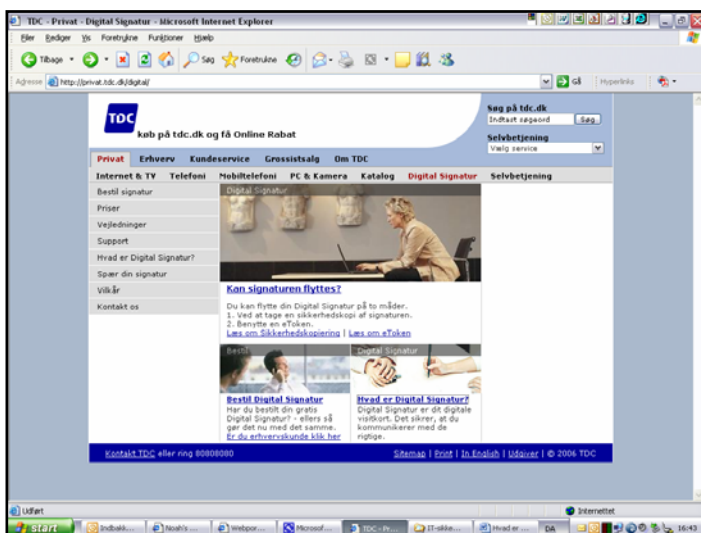 TDC - Privat - Digital Signatur - Microsoft Internet Explorer
Filer Rediger Vis Foretrukne Funktioner Hjælp
Tilbage Søg Foretrukne
Adresse http://privat.tdc.dk/digital/ Gå Hyperlinks
TDC
køb på tdc.dk og få Online Rabat
Søg på tdc.dk
Indtast søgeord Søg
Selvbetjening
Vælg service
Privat Erhverv Kundeservice Grossistsalg Om TDC
Internet & TV Telefoni Mobiltelefoni PC & Kamera Katalog Digital Signatur Selvbetjening
Bestil signatur
Priser
Vejledninger
Support
Hvad er Digital Signatur?
Spær din signatur
Vilkår
Kontakt os
Digital Signatur
Kan signaturen flyttes?
Du kan flytte din Digital Signatur på to måder.
1. Ved at tage en sikkerhedskopi af signaturen.
2. Benytte en eToken.
Læs om Sikkerhedskopiering | Læs om eToken
Bestil
Bestil Digital Signatur
Har du bestilt din gratis
Digital Signatur? - ellers så
gør det nu med det samme.
Er du erhvervskunde klik her
Digital Signatur
Hvad er Digital Signatur?
Digital Signatur er dit digitale
visitkort. Det sikrer, at du
kommunikerer med de
rigtige.
Kontakt TDC eller ring 80808080
Sitemap | Print | In English | Udgiver | © 2006 TDC
Udført Internettet
start Indbakk... Noah's ... Webpor... Microsof... TDC - Pr... IT-sikke... Hvad er ... DA 16:43